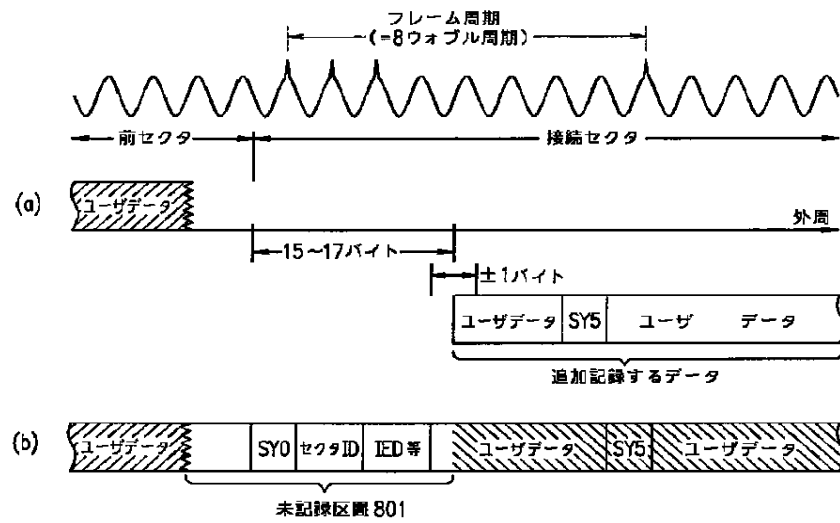 フレーム周期
(=8ウォブル周期)
前セクタ
接続セクタ
(a)
ユーザデータ
外周
15~17バイト
±1バイト
ユーザデータ SY5 ユーザ データ
追加記録するデータ
(b)
ユーザデータ SY0 セクタID IED等 ユーザデータ SY5 ユーザデータ
未記録区間801